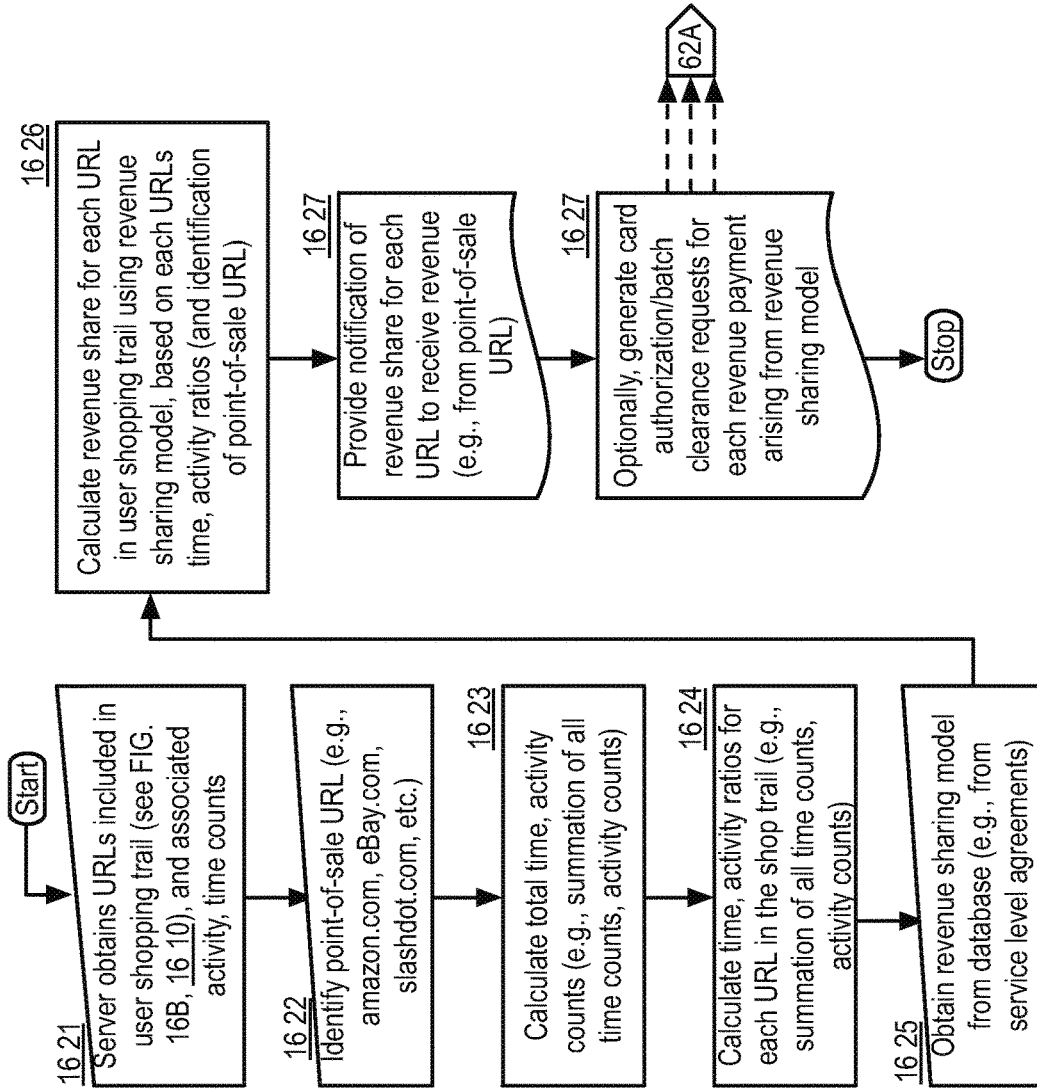 Start
16 21
Server obtains URLs included in
user shopping trail (see FIG.
16B, 16 10), and associated
activity, time counts
16 22
Identify point-of-sale URL (e.g.,
amazon.com, eBay.com,
slashdot.com, etc.)
16 23
Calculate total time, activity
counts (e.g., summation of all
time counts, activity counts)
16 24
Calculate time, activity ratios for
each URL in the shop trail (e.g.,
summation of all time counts,
activity counts)
16 25
Obtain revenue sharing model
from database (e.g., from
service level agreements)
16 26
Calculate revenue share for each URL
in user shopping trail using revenue
sharing model, based on each URLs
time, activity ratios (and identification
of point-of-sale URL)
16 27
Provide notification of
revenue share for each
URL to receive revenue
(e.g., from point-of-sale
URL)
16 27
Optionally, generate card
authorization/batch
clearance requests for
each revenue payment
arising from revenue
sharing model
62A
Stop